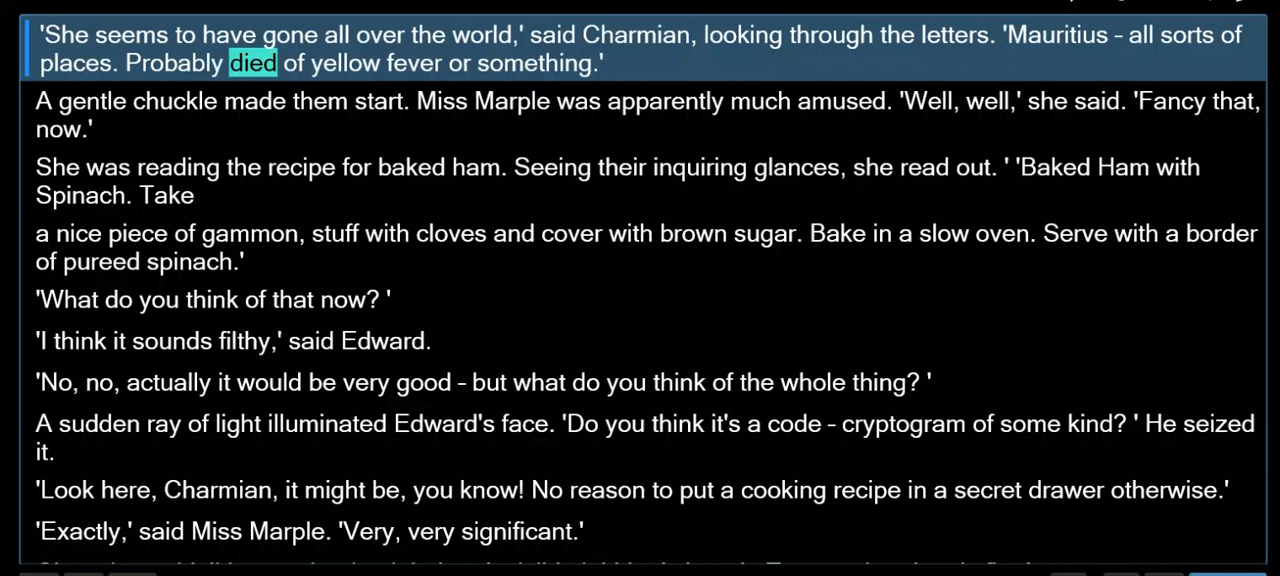 'She seems to have gone all over the world,' said Charmian, looking through the letters. 'Mauritius - all sorts of
places. Probably died of yellow fever or something.'
A gentle chuckle made them start. Miss Marple was apparently much amused. 'Well, well,' she said. 'Fancy that,
now.'
She was reading the recipe for baked ham. Seeing their inquiring glances, she read out. ' 'Baked Ham with
Spinach. Take
a nice piece of gammon, stuff with cloves and cover with brown sugar. Bake in a slow oven. Serve with a border
of pureed spinach.'
'What do you think of that now? '
'I think it sounds filthy,' said Edward.
'No, no, actually it would be very good - but what do you think of the whole thing? '
A sudden ray of light illuminated Edward's face. 'Do you think it's a code - cryptogram of some kind? ' He seized
it.
'Look here, Charmian, it might be, you know! No reason to put a cooking recipe in a secret drawer otherwise.'
'Exactly,' said Miss Marple. 'Very, very significant.'